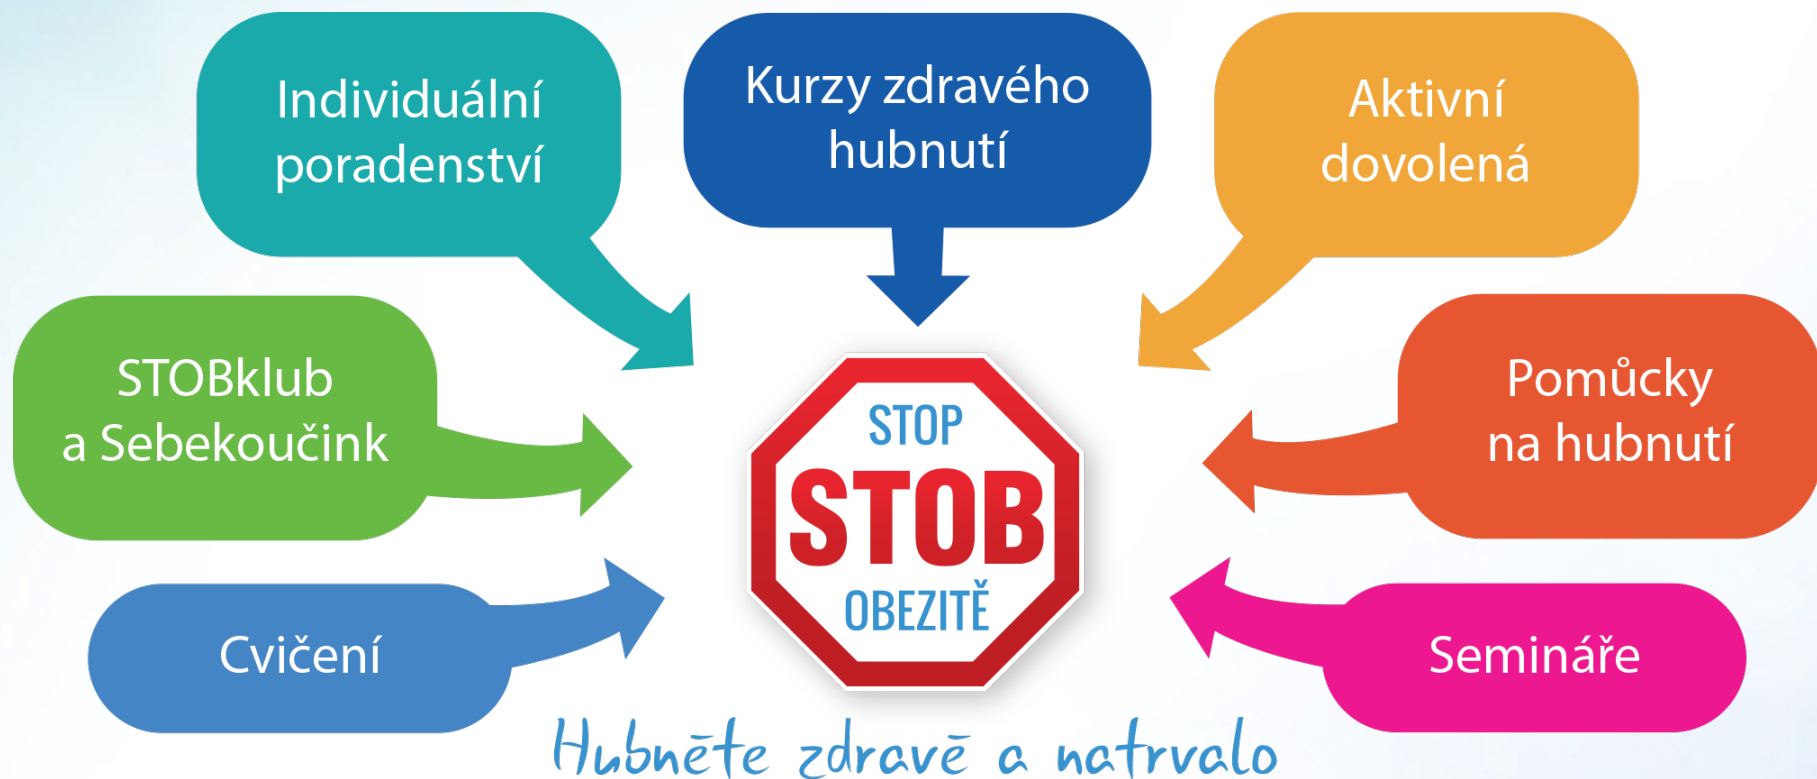 Individuální
poradenství
Kurzy zdravého
hubnutí
Aktivní
dovolená
STOBklub
a Sebekoučink
Pomůcky
na hubnutí
STOP
STOB
OBEZITĚ
Cvičení
Semináře
Hubněte zdravě a natrvalo